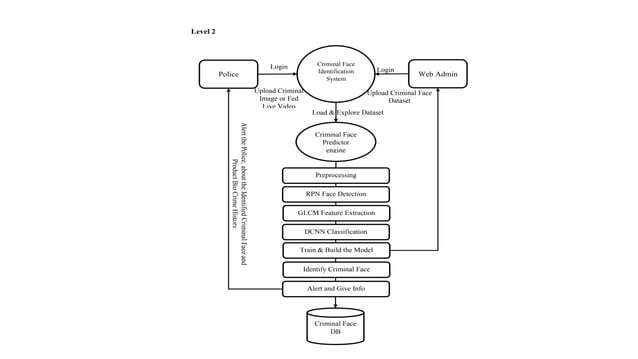 Level 2
Police
Login
Criminal Face
Identification
System
Login
Web Admin
Upload Criminal
Image or Fed
Live Video
Upload Criminal Face
Dataset
Load & Explore Dataset
Criminal Face
Predictor
engine
Alert the Police, about the Identified Criminal Face and
Product Bio Crime History
Preprocessing
RPN Face Detection
GLCM Feature Extraction
DCNN Classification
Train & Build the Model
Identify Criminal Face
Alert and Give Info
Criminal Face
DB